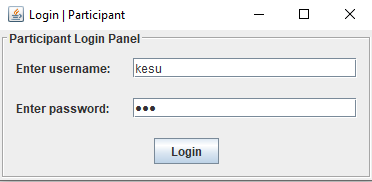 Login | Participant
Participant Login Panel
Enter username: kesu
Enter password: ●●●
Login